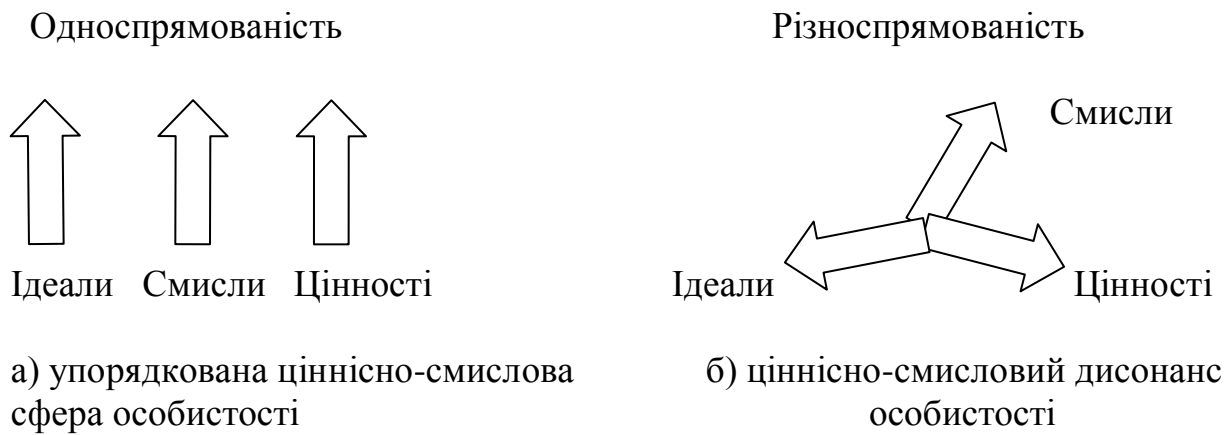 Односпрямованість
Різноспрямованість
Смисли
Ідеали Смисли Цінності
Ідеали
Цінності
а) упорядкована ціннісно-смислова
сфера особистості
б) ціннісно-смисловий дисонанс
особистості